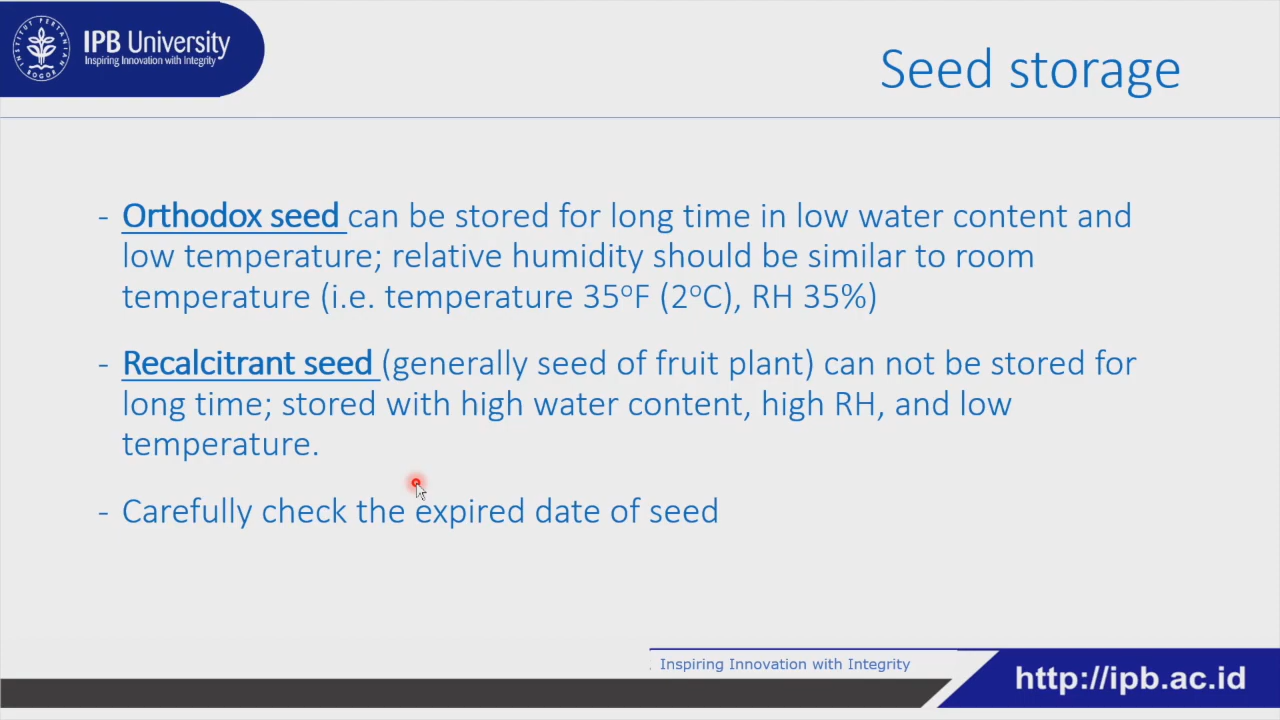 INSTITUT PERTANIAN BOGOR
IPB University
Inspiring Innovation with Integrity
Seed storage
- Orthodox seed can be stored for long time in low water content and
low temperature; relative humidity should be similar to room
temperature (i.e. temperature 35ºF (2ºC), RH 35%)
- Recalcitrant seed (generally seed of fruit plant) can not be stored for
long time; stored with high water content, high RH, and low
temperature.
- Carefully check the expired date of seed
Inspiring Innovation with Integrity
http://ipb.ac.id